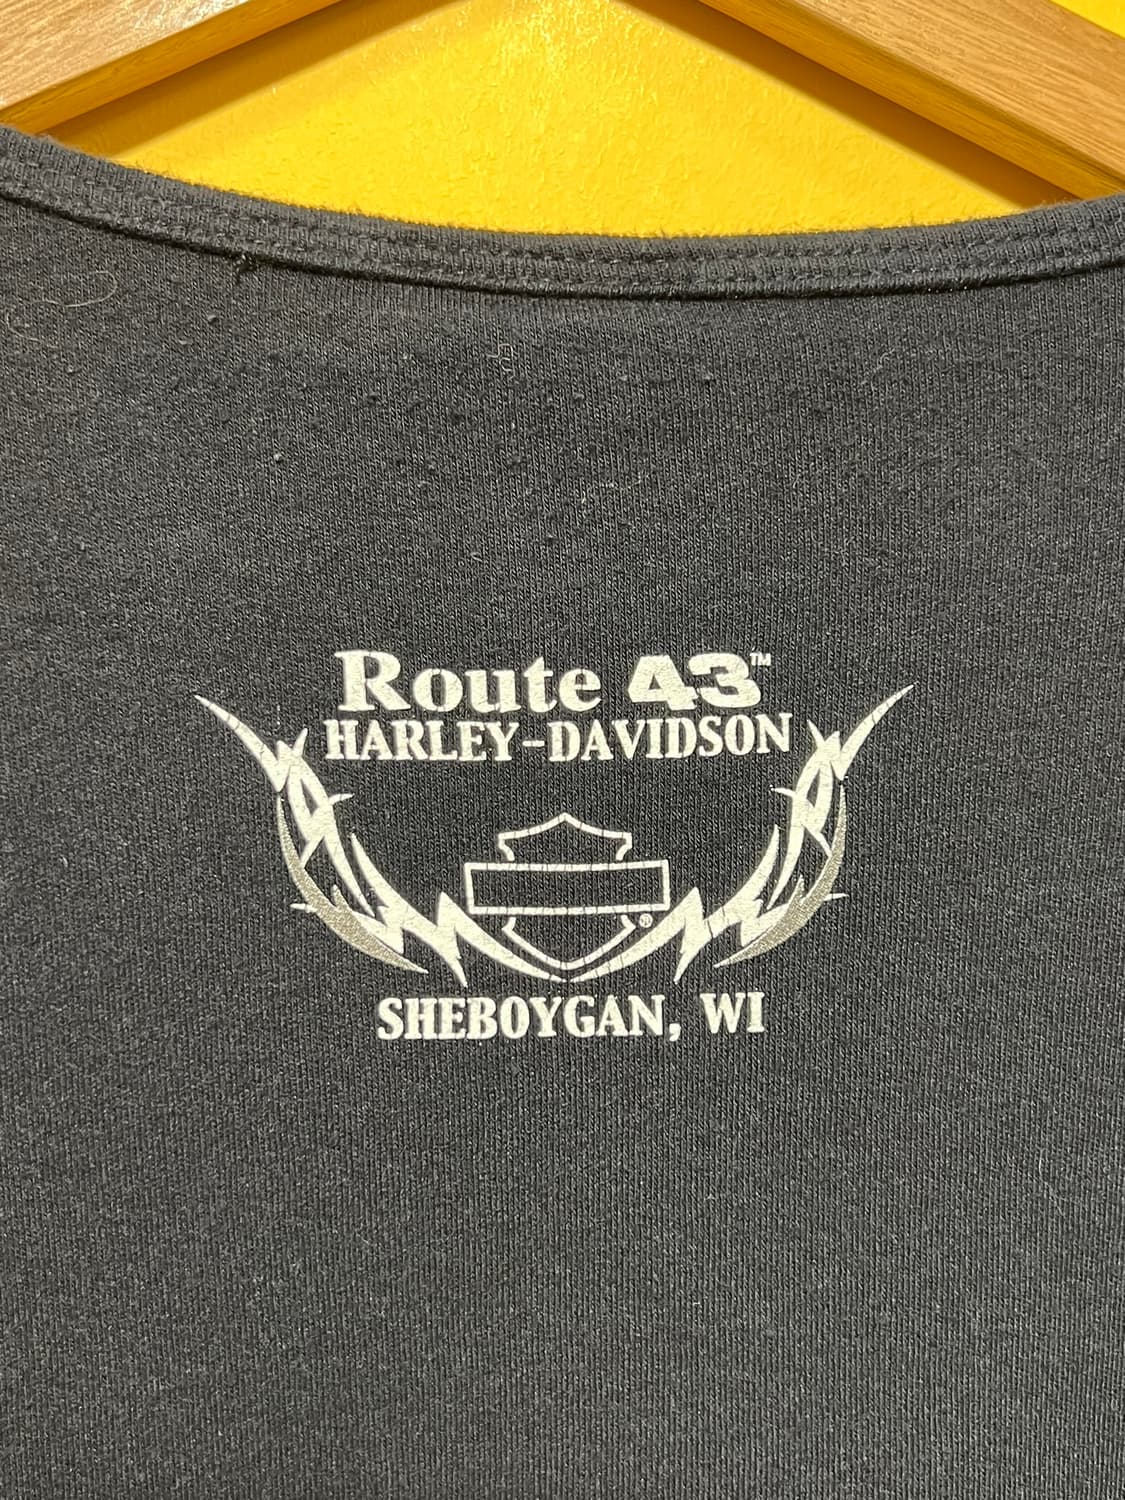 Route 43™
HARLEY-DAVIDSON
®
SHEBOYGAN, WI